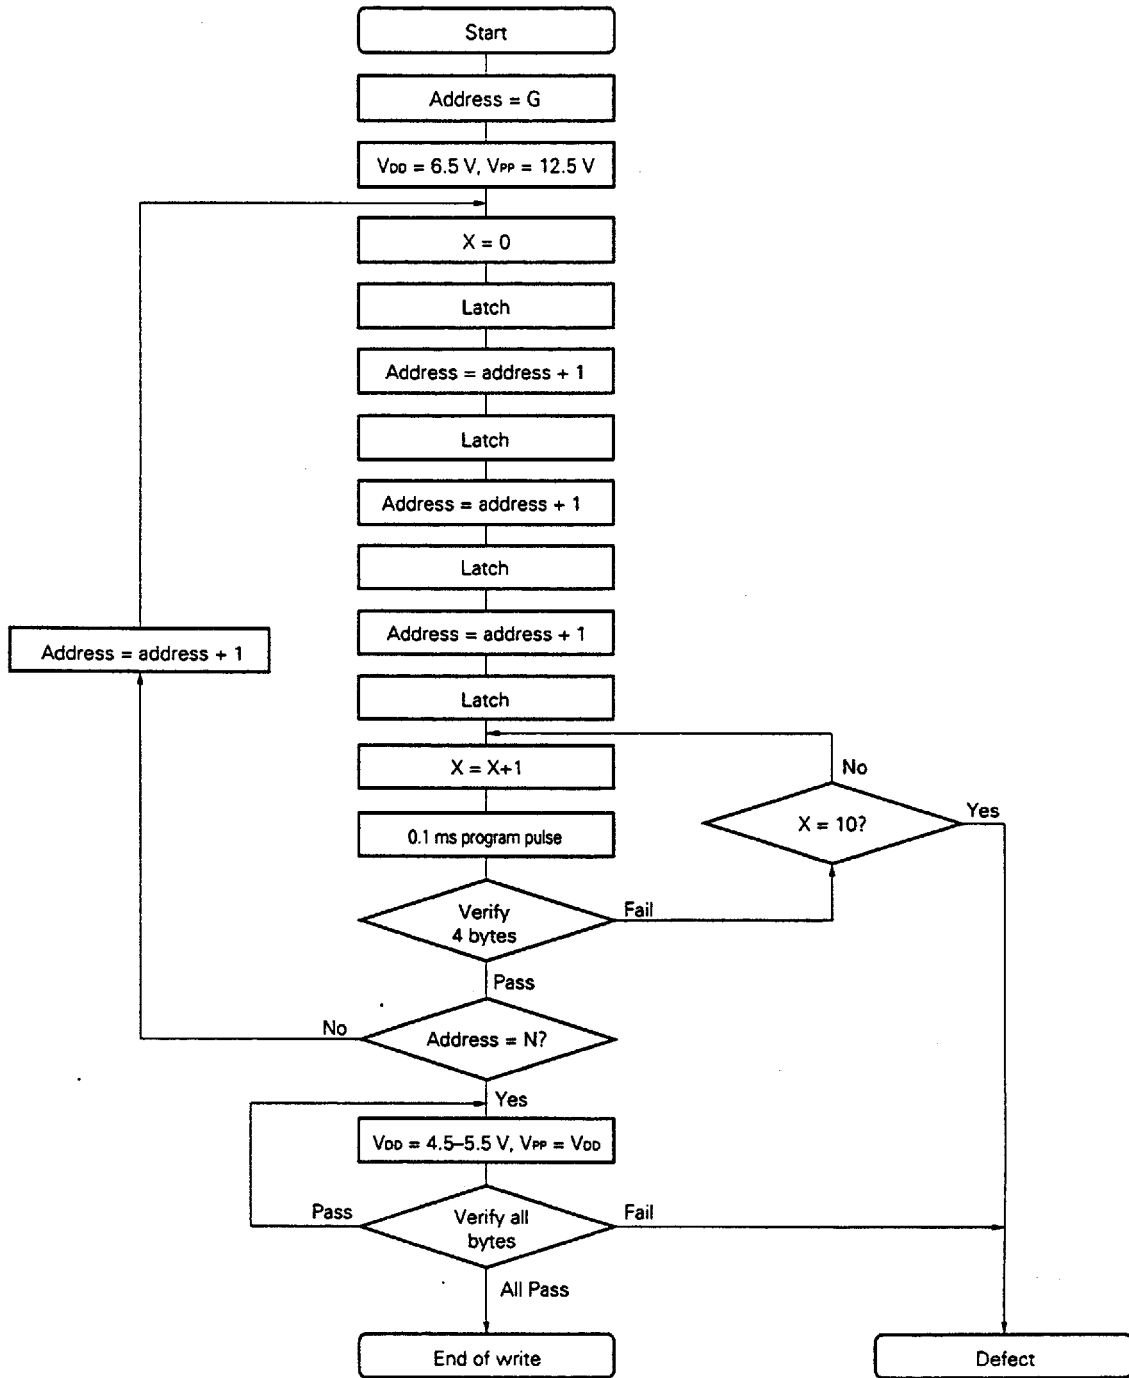 Start
Address = G
VDD = 6.5 V, VPP = 12.5 V
X = 0
Latch
Address = address + 1
Latch
Address = address + 1
Latch
Address = address + 1
Address = address + 1
Latch
X = X+1
No
X = 10?
Yes
0.1 ms program pulse
Verify
4 bytes
Fail
Pass
No
Address = N?
Yes
VDD = 4.5–5.5 V, VPP = VDD
Pass
Verify all
bytes
Fail
All Pass
End of write
Defect